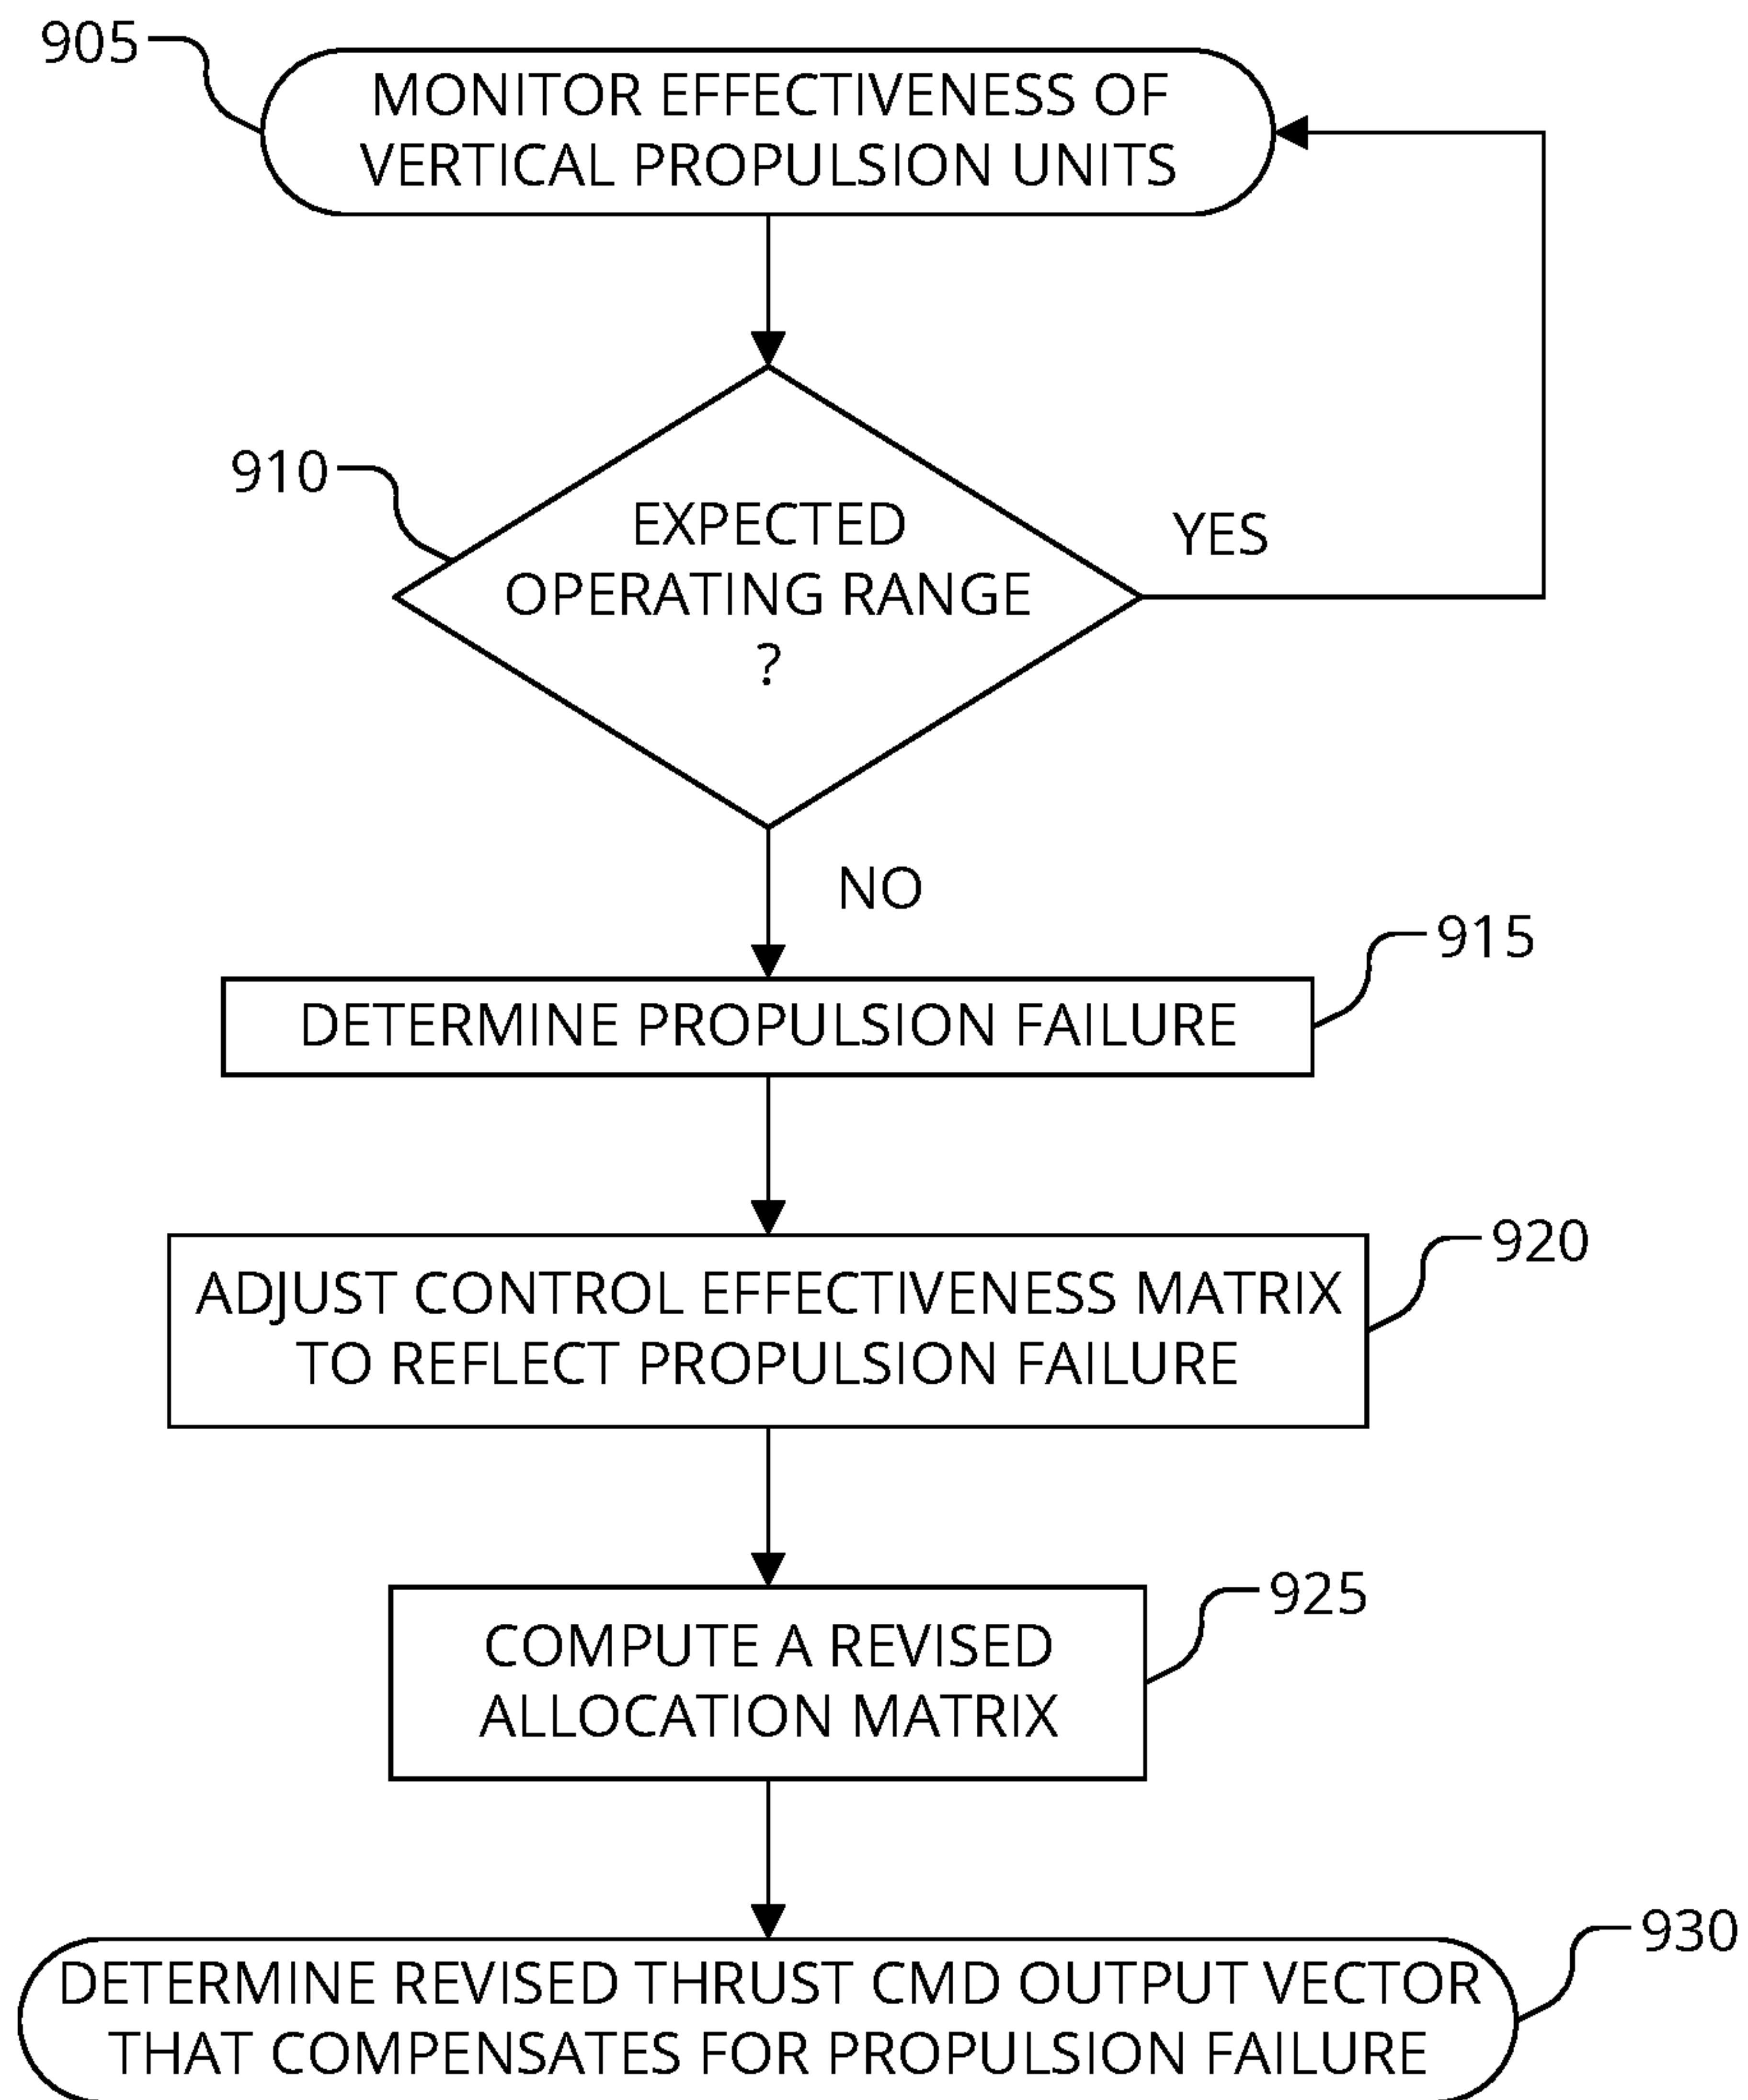 905
MONITOR EFFECTIVENESS OF
VERTICAL PROPULSION UNITS
910
EXPECTED
OPERATING RANGE
?
YES
NO
915
DETERMINE PROPULSION FAILURE
920
ADJUST CONTROL EFFECTIVENESS MATRIX
TO REFLECT PROPULSION FAILURE
925
COMPUTE A REVISED
ALLOCATION MATRIX
930
DETERMINE REVISED THRUST CMD OUTPUT VECTOR
THAT COMPENSATES FOR PROPULSION FAILURE